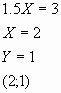 1.5X = 3
X = 2
Y = 1
(2;1)